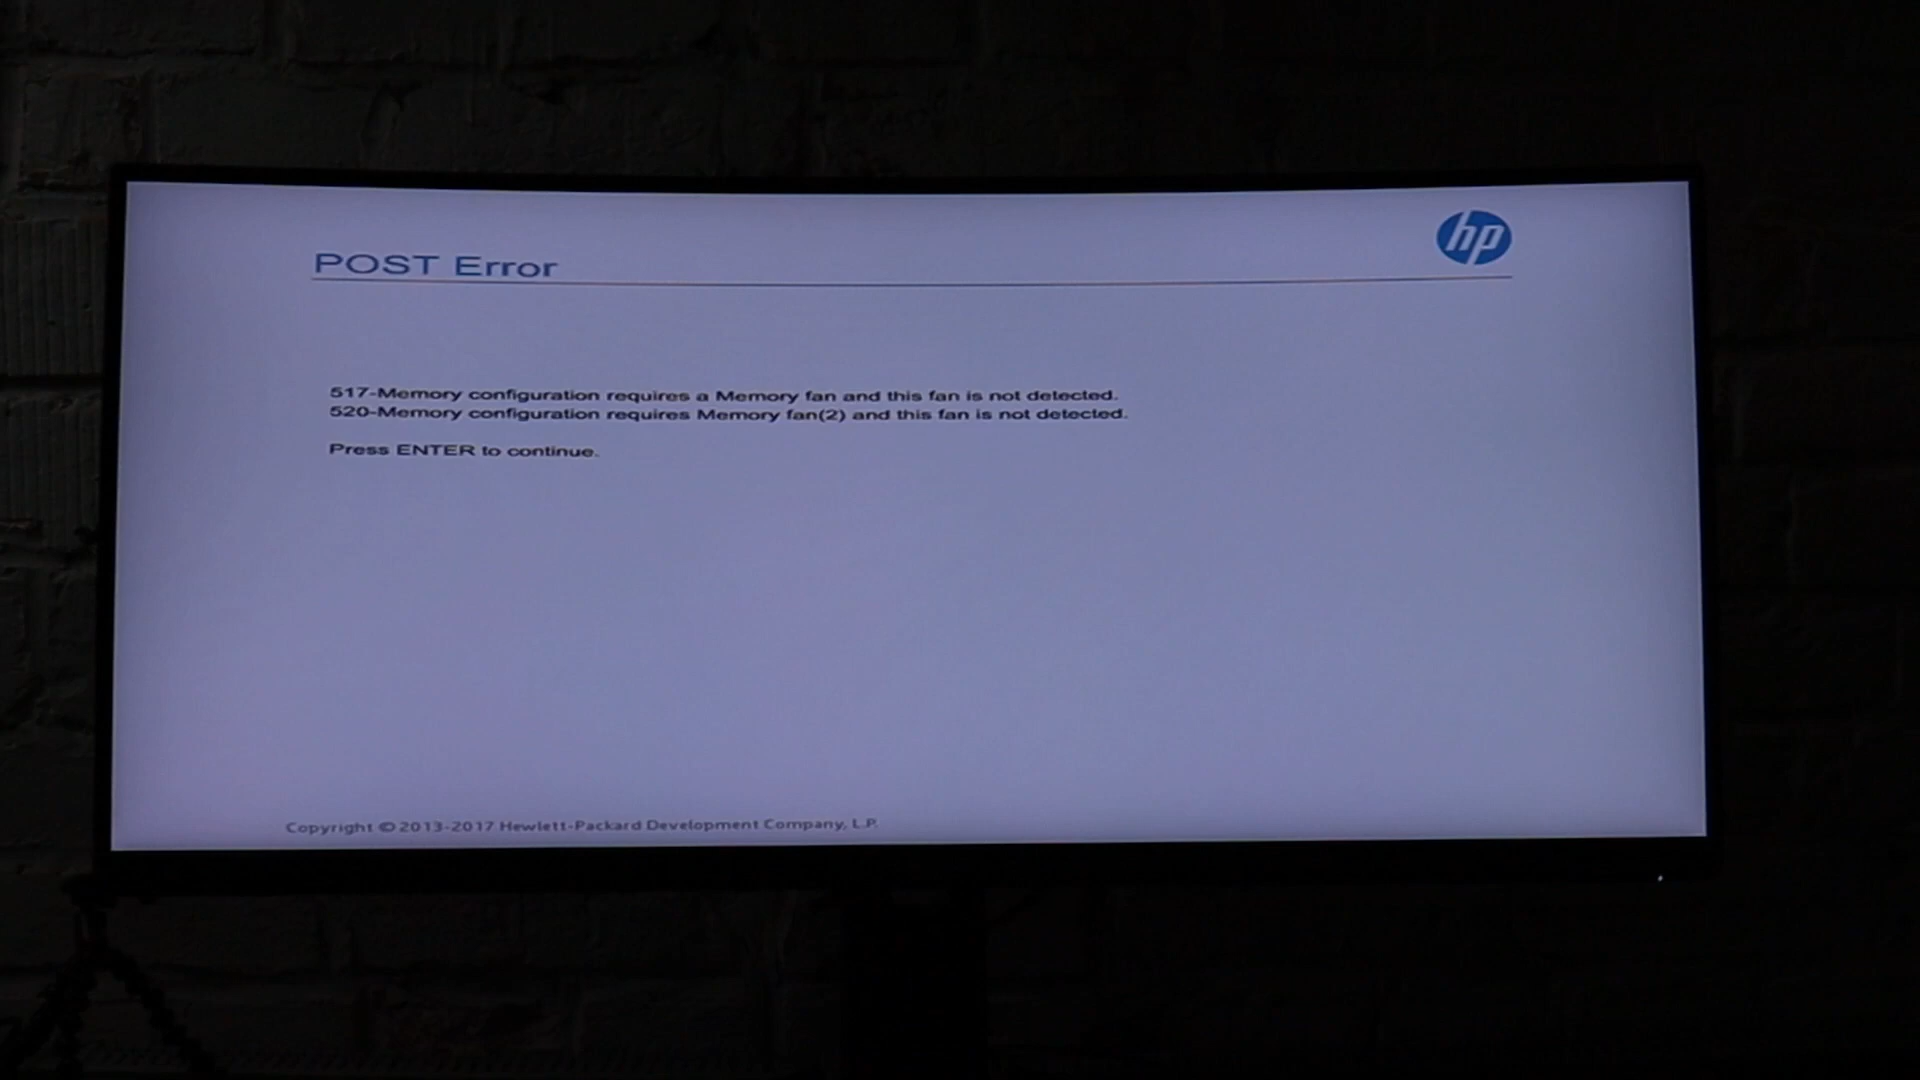 hp
POST Error
517-Memory configuration requires a Memory fan and this fan is not detected.
520-Memory configuration requires Memory fan(2) and this fan is not detected.
Press ENTER to continue.
Copyright © 2013-2017 Hewlett-Packard Development Company, L.P.